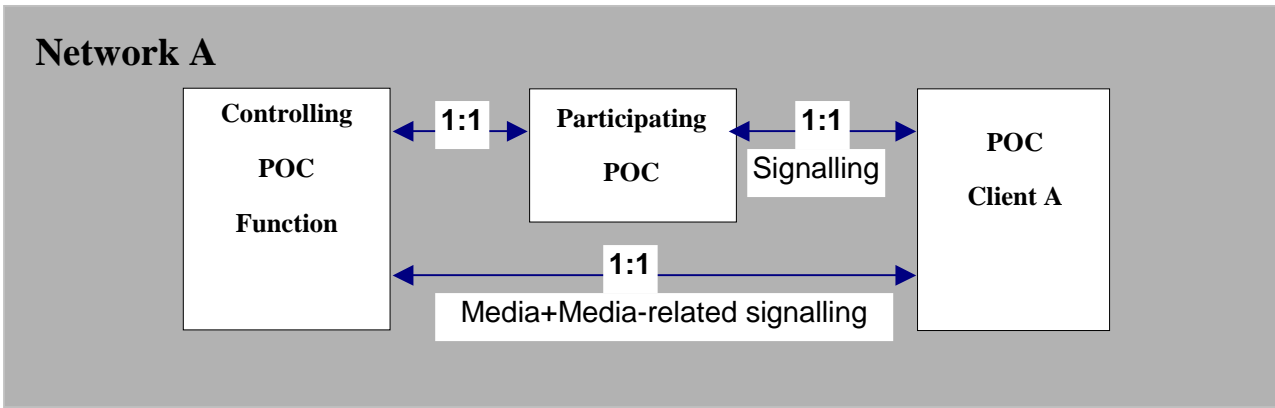 Network A
Controlling
POC
Function
1:1
Participating
POC
1:1
Signalling
POC
Client A
1:1
Media+Media-related signalling